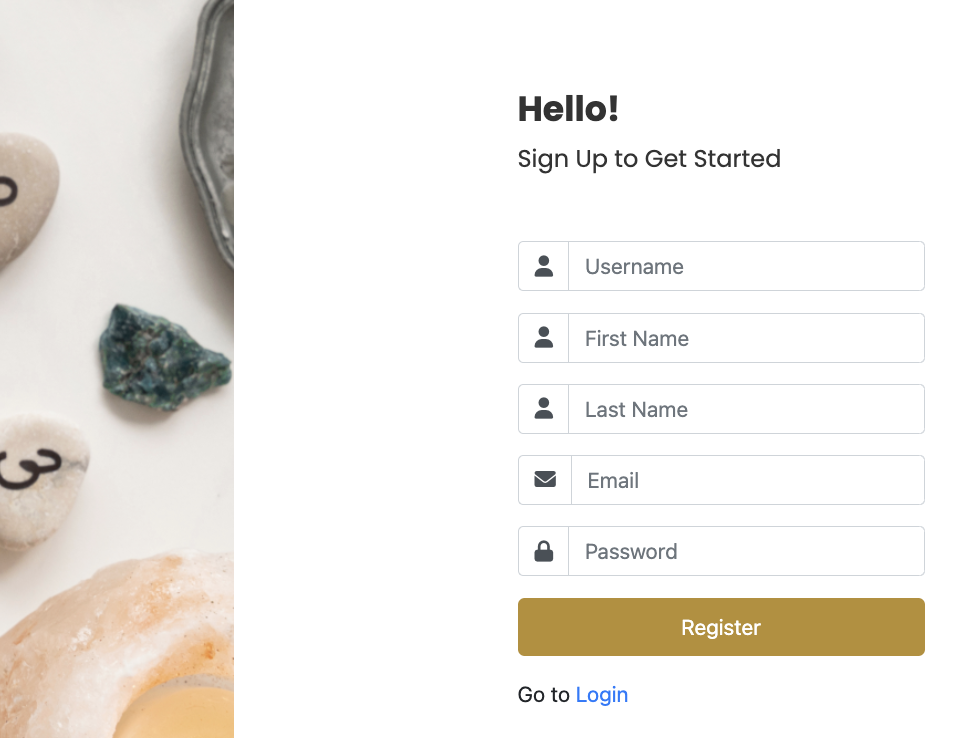 Hello!
Sign Up to Get Started
Username
First Name
Last Name
Email
Password
Register
Go to Login